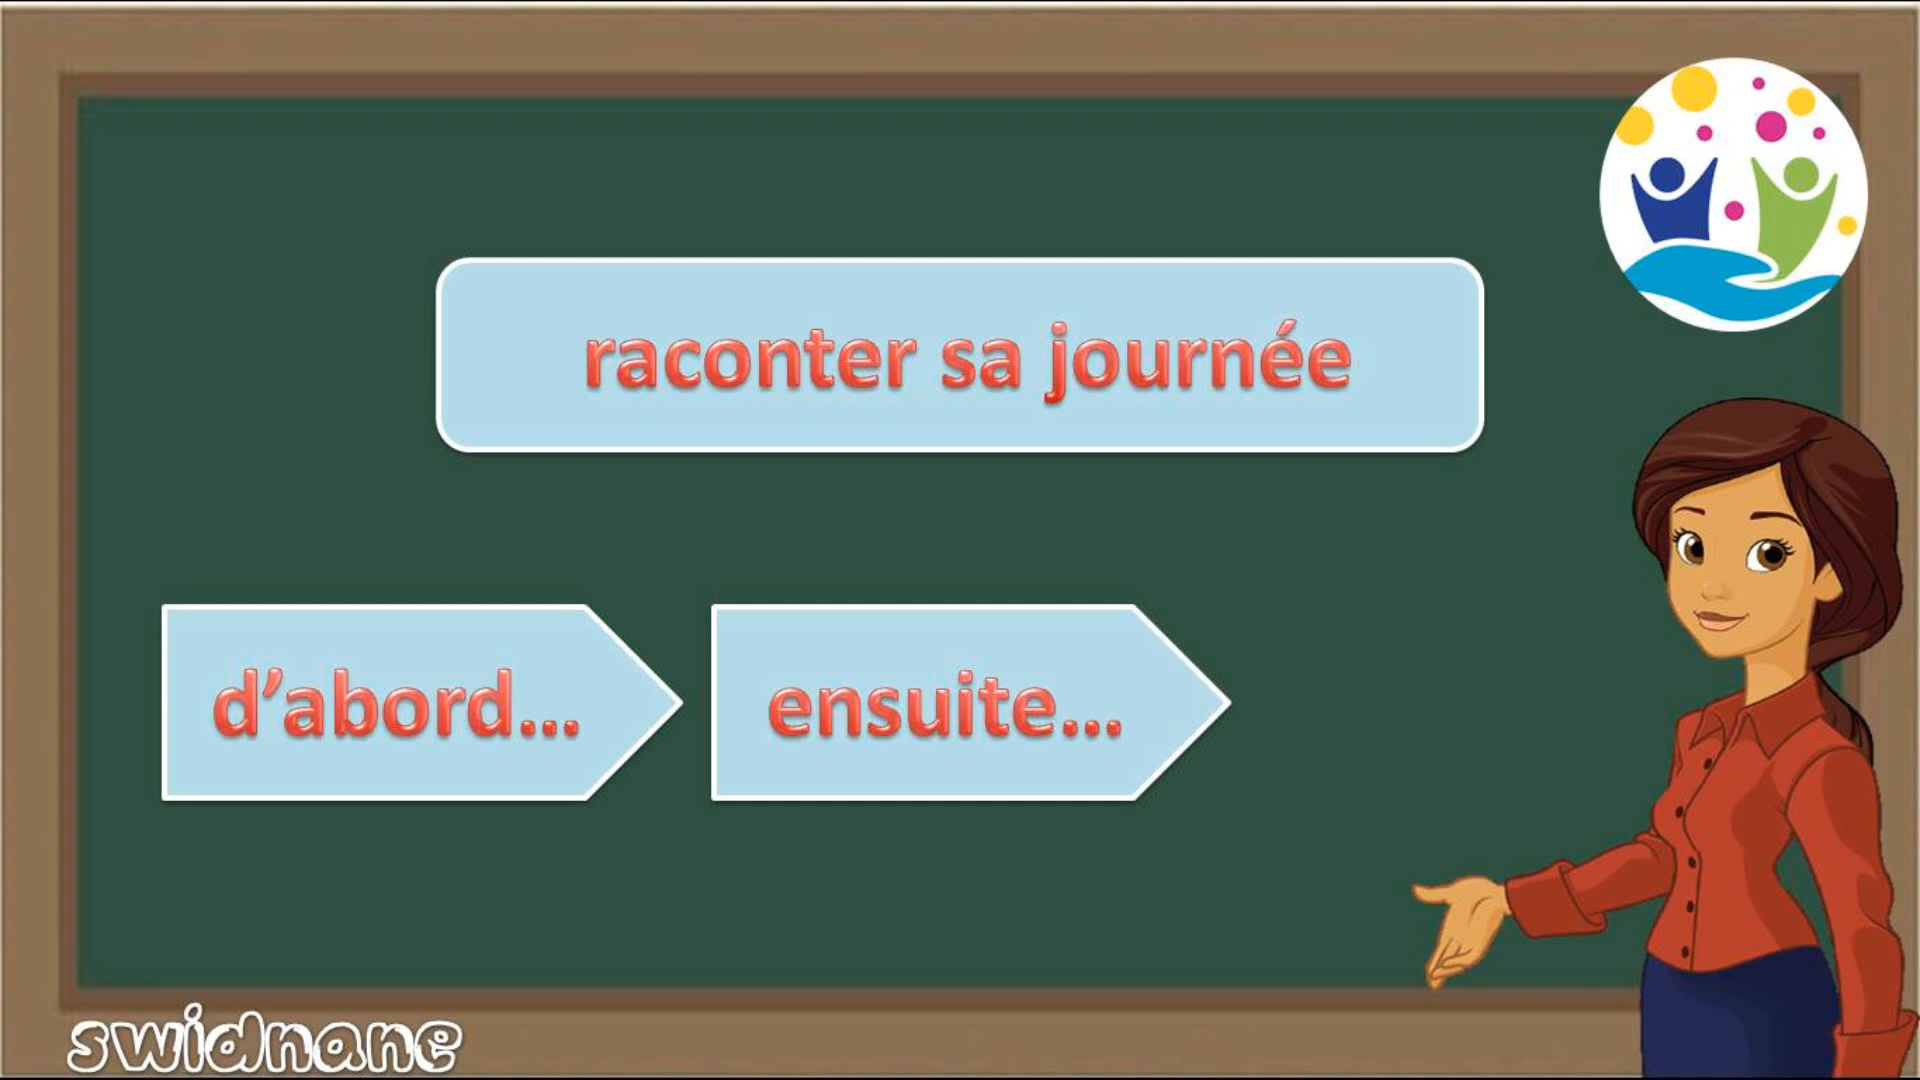 raconter sa journée
d’abord...
ensuite...
swidnane